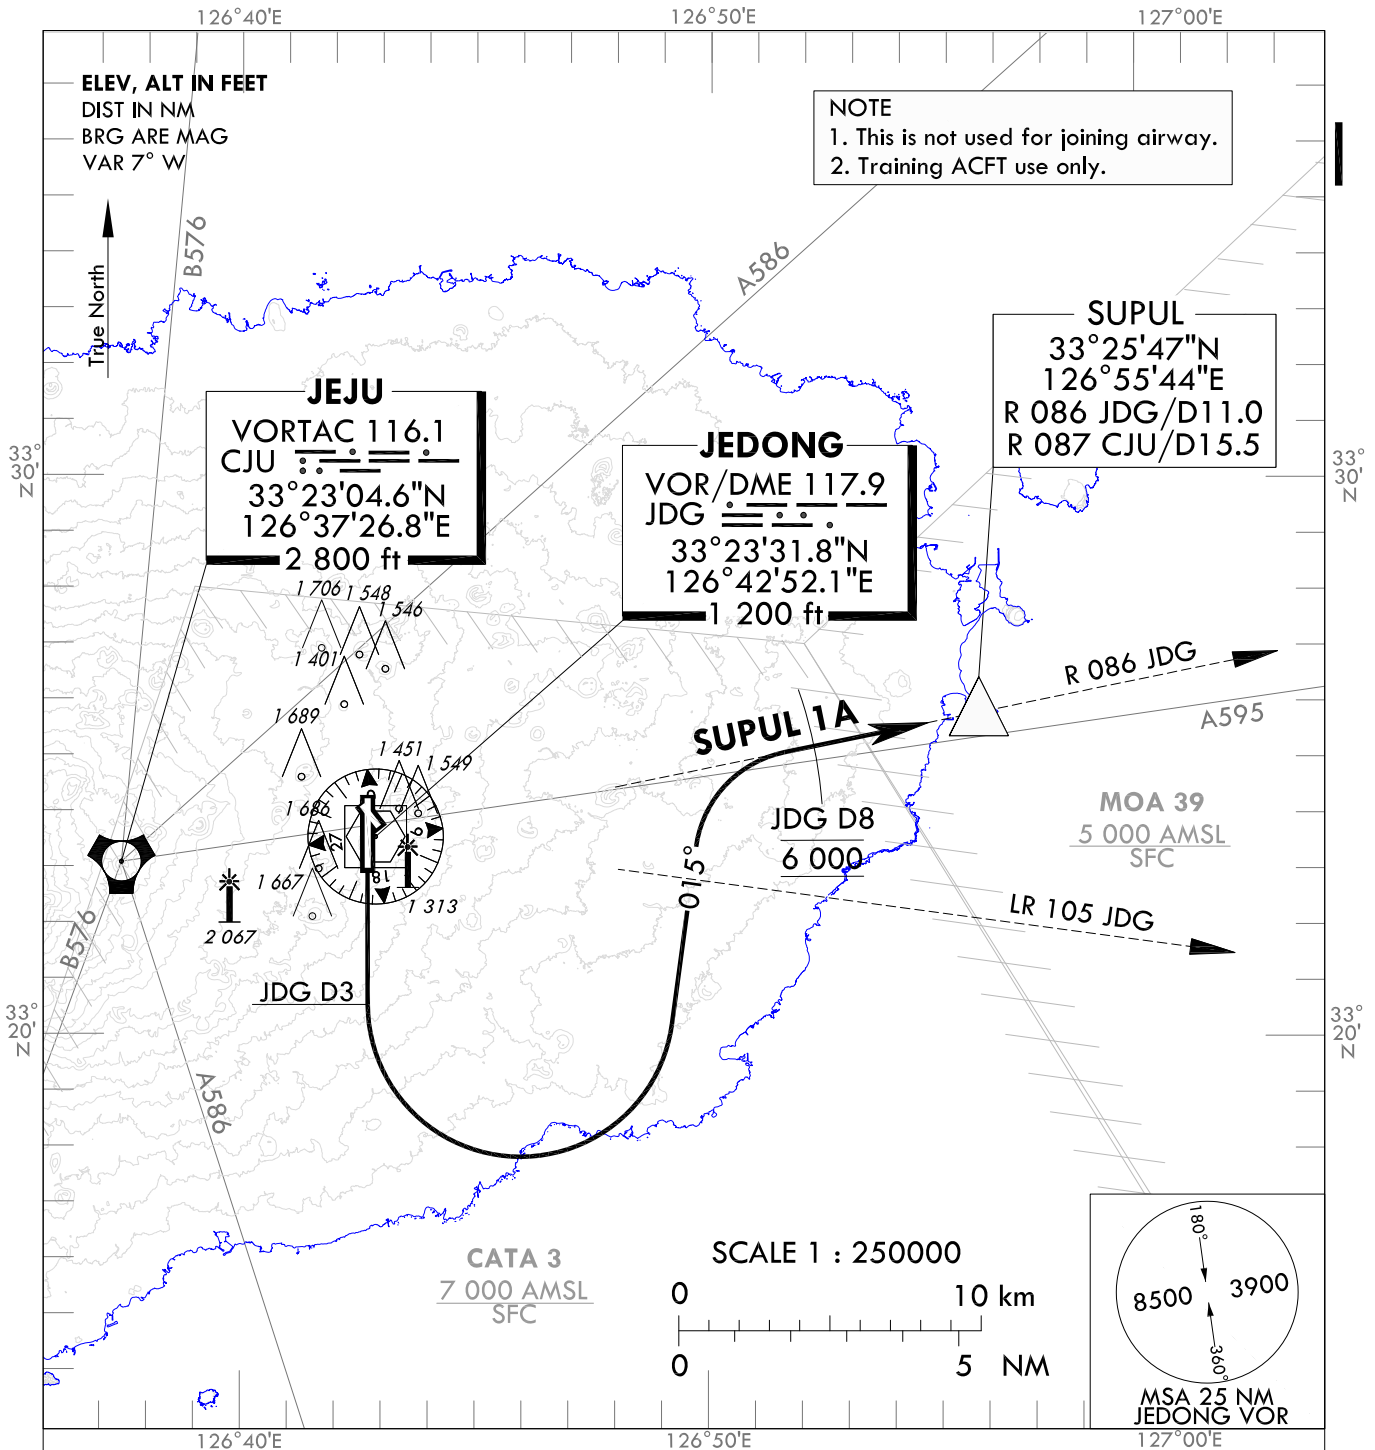 126°40'E
126°50'E
127°00'E
ELEV, ALT IN FEET
DIST IN NM
BRG ARE MAG
VAR 7° W
NOTE
1. This is not used for joining airway.
2. Training ACFT use only.
True North
B576
A586
SUPUL
33°25'47"N
126°55'44"E
R 086 JDG/D11.0
R 087 CJU/D15.5
JEJU
VORTAC 116.1
CJU
33°23'04.6"N
126°37'26.8"E
2 800 ft
JEDONG
VOR/DME 117.9
JDG
33°23'31.8"N
126°42'52.1"E
1 200 ft
33°
30'
N
33°
30'
N
1 706
1 548
1 546
1 401
1 689
1 451
1 549
1 686
1 667
1 313
2 067
27
9
18
R 086 JDG
SUPUL 1A
A595
JDG D8
6 000
MOA 39
5 000 AMSL
SFC
015°
LR 105 JDG
B576
JDG D3
33°
20'
N
33°
20'
N
A586
CATA 3
7 000 AMSL
SFC
SCALE 1 : 250000
0
10 km
0
5 NM
180°
8500
3900
360°
MSA 25 NM
JEDONG VOR
126°40'E
126°50'E
127°00'E